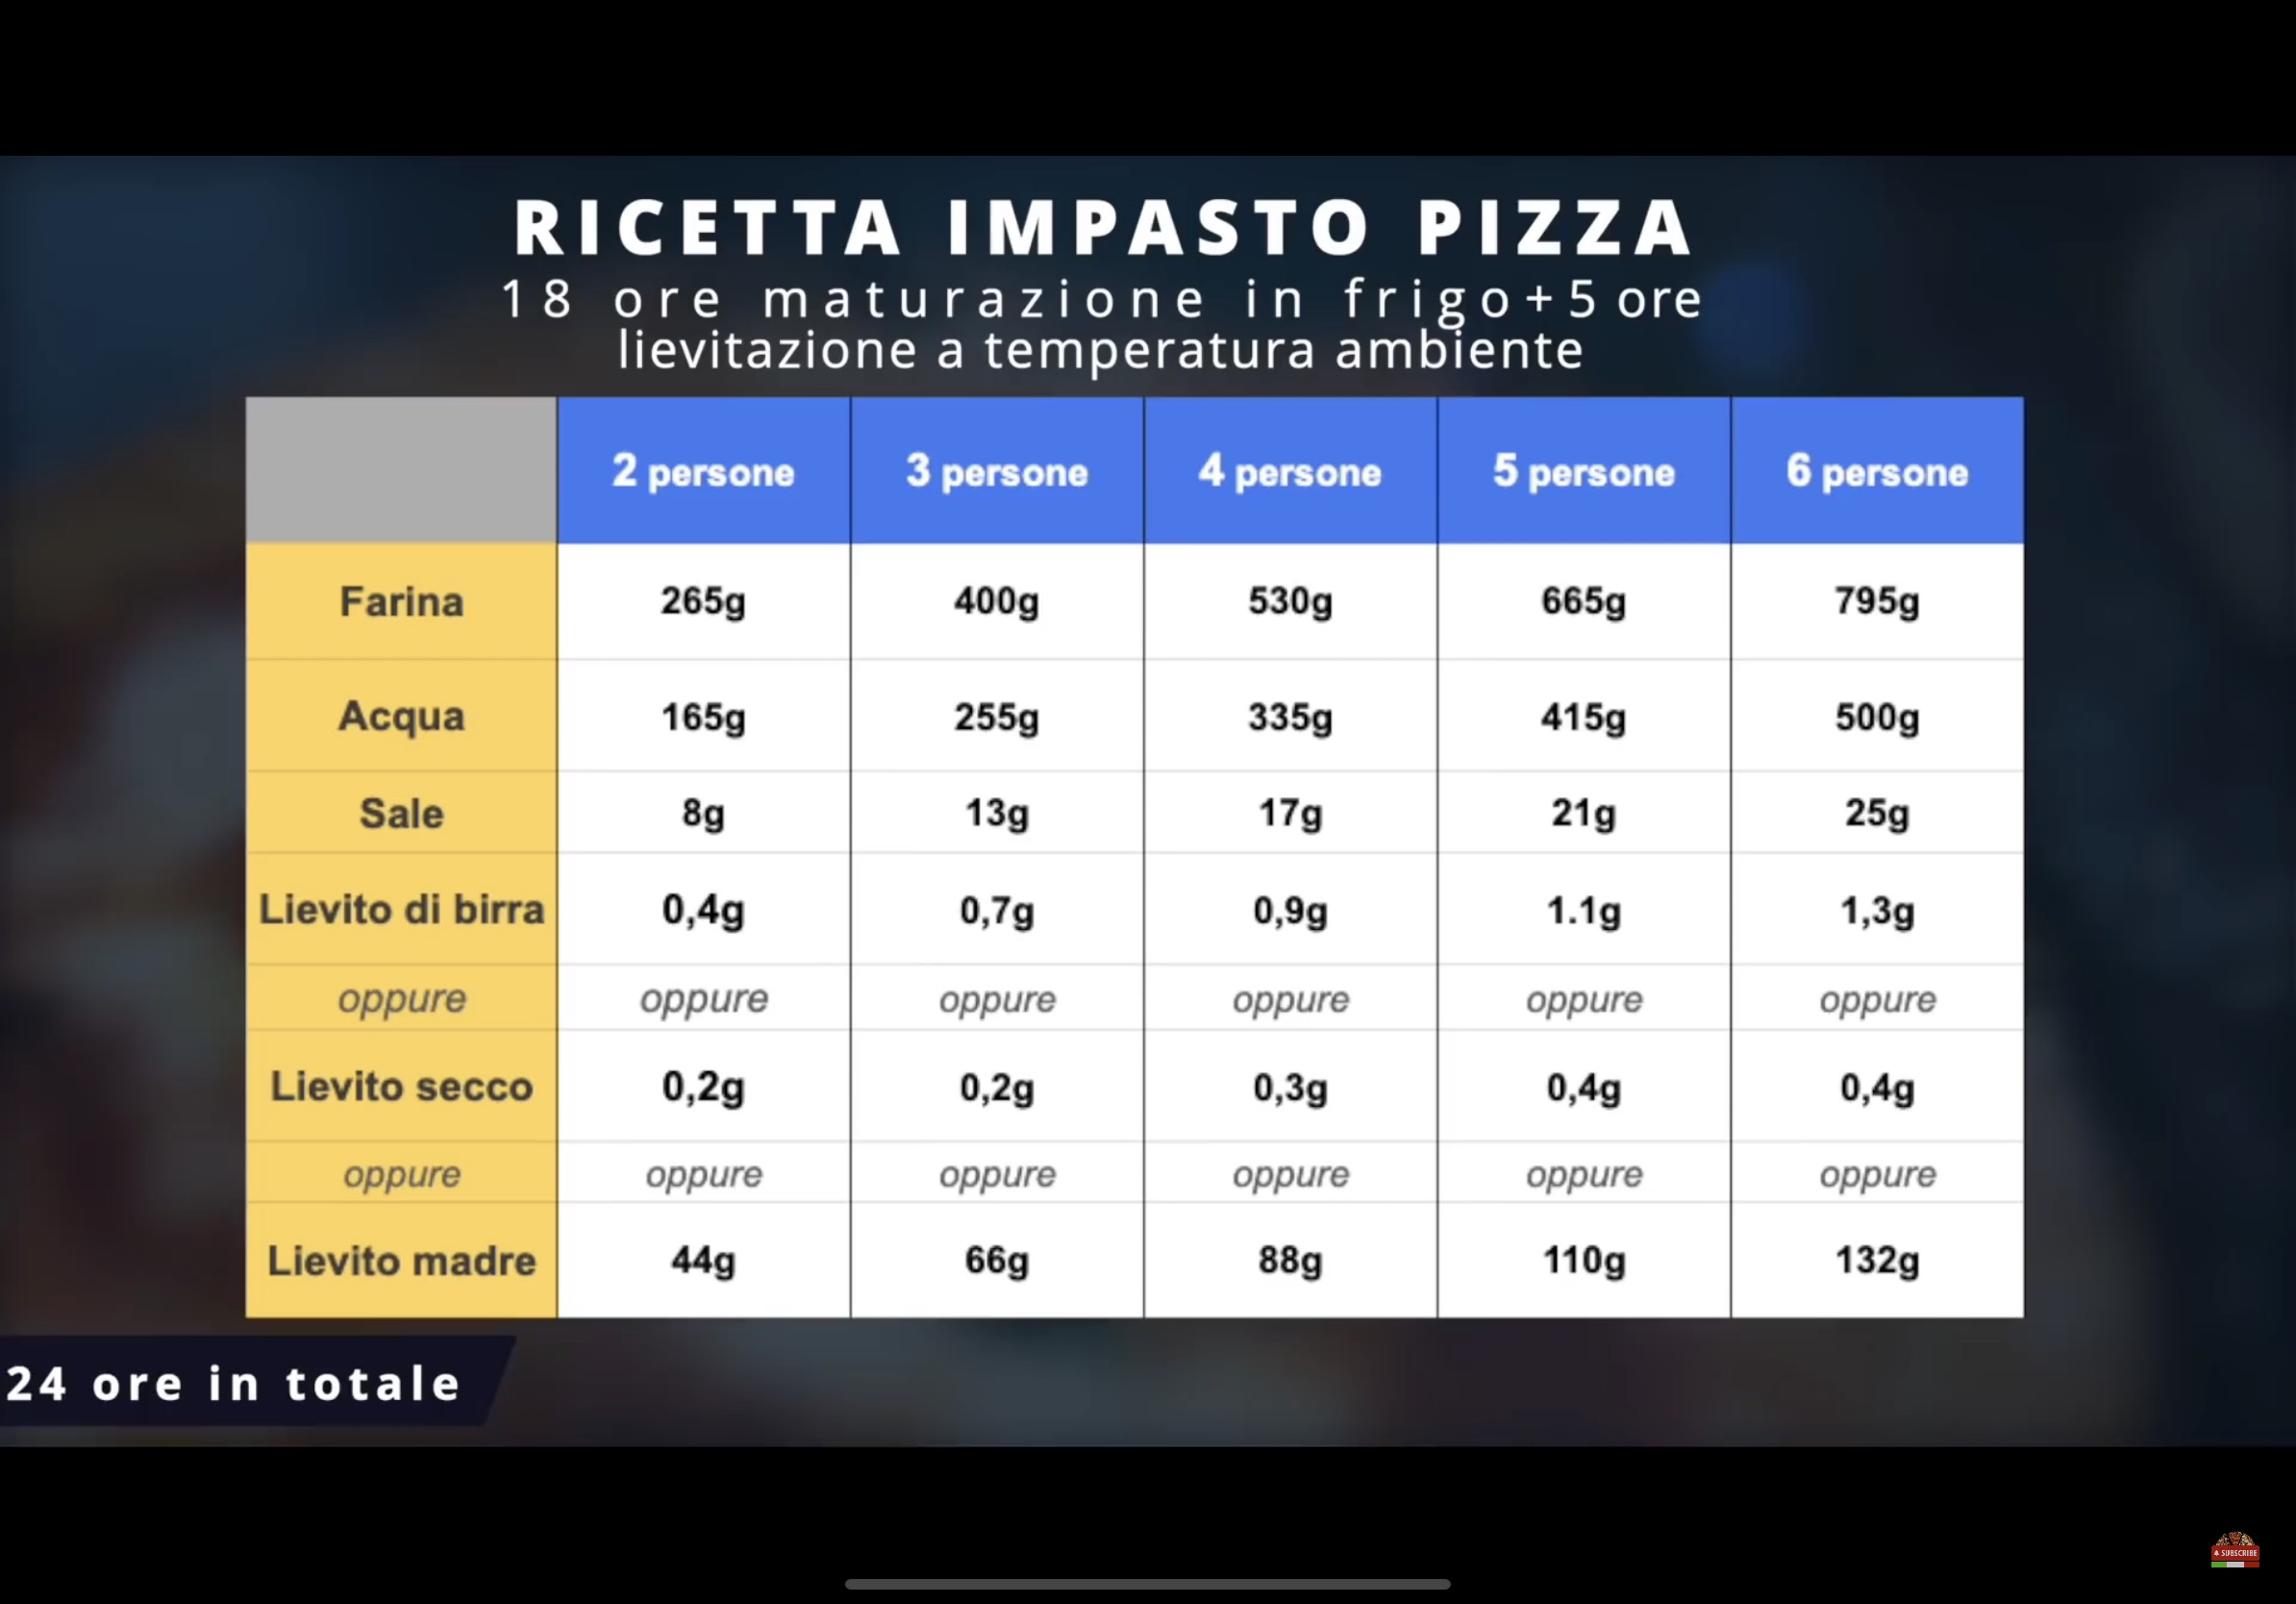 RICETTA IMPASTO PIZZA
18 ore maturazione in frigo+5 ore
lievitazione a temperatura ambiente
2 persone 3 persone 4 persone 5 persone 6 persone
Farina 265g 400g 530g 665g 795g
Acqua 165g 255g 335g 415g 500g
Sale 8g 13g 17g 21g 25g
Lievito di birra 0,4g 0,7g 0,9g 1.1g 1,3g
oppure oppure oppure oppure oppure oppure
Lievito secco 0,2g 0,2g 0,3g 0,4g 0,4g
oppure oppure oppure oppure oppure oppure
Lievito madre 44g 66g 88g 110g 132g
24 ore in totale
SUBSCRIBE